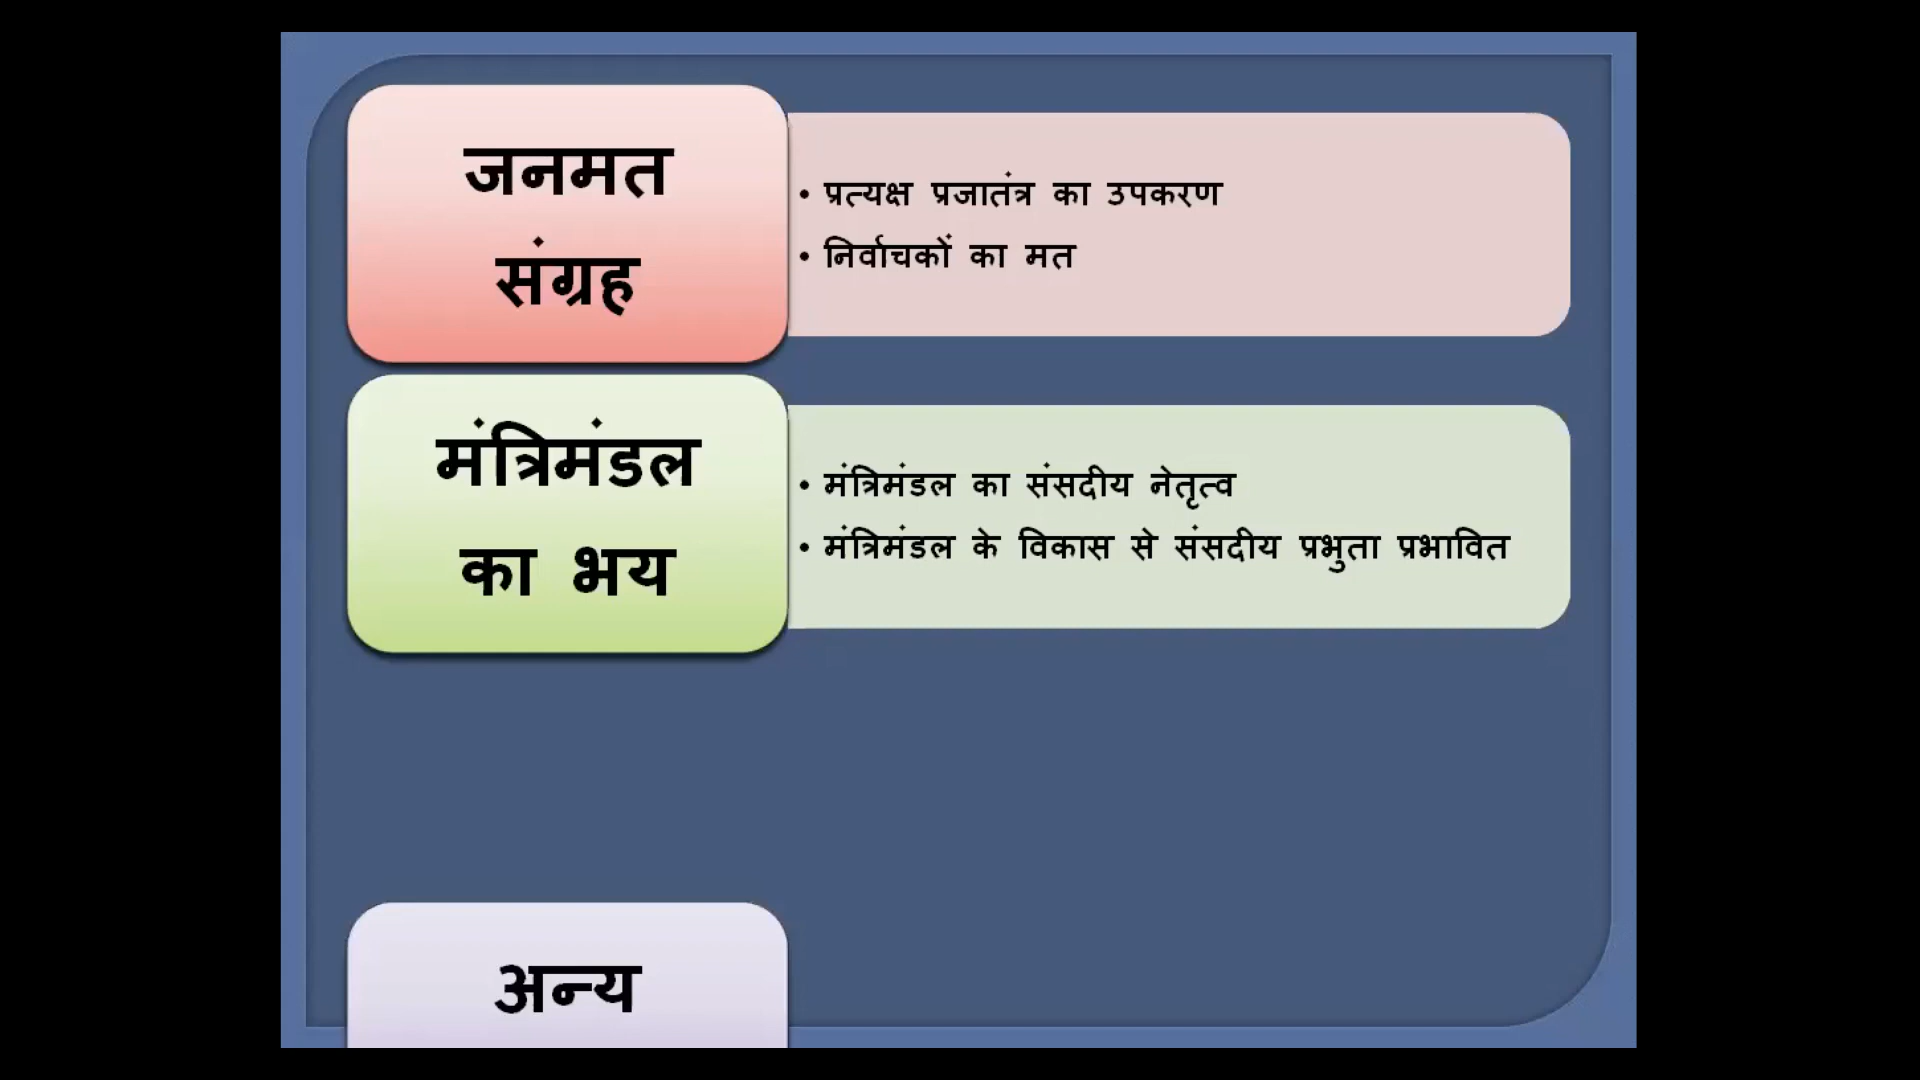 जनमत
संग्रह
• प्रत्यक्ष प्रजातंत्र का उपकरण
• निर्वाचकों का मत
मंत्रिमंडल
का भय
• मंत्रिमंडल का संसदीय नेतृत्व
• मंत्रिमंडल के विकास से संसदीय प्रभुता प्रभावित
अन्य